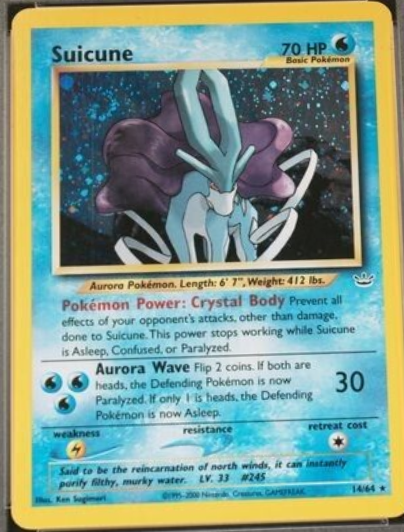 Suicune
70 HP
Basic Pokémon
Aurora Pokémon. Length: 6' 7", Weight: 412 lbs.
Pokémon Power: Crystal Body Prevent all
effects of your opponent's attacks, other than damage,
done to Suicune. This power stops working while Suicune
is Asleep, Confused, or Paralyzed.
Aurora Wave Flip 2 coins. If both are
heads, the Defending Pokémon is now
Paralyzed. If only 1 is heads, the Defending
Pokémon is now Asleep.
30
weakness resistance retreat cost
Said to be the reincarnation of north winds, it can instantly
purify filthy, murky water. LV. 33 #245
Illus. Ken Sugimori ©1995-2000 Nintendo, Creatures, GAMEFREAK. 14/64 ★